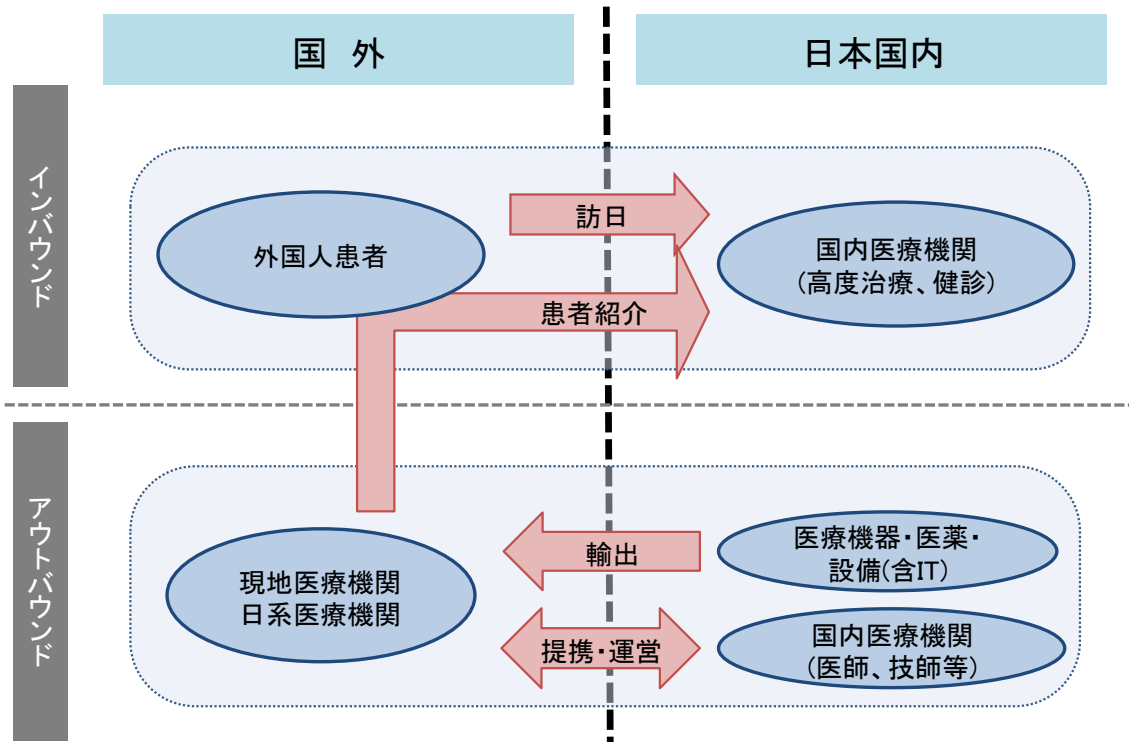 国 外
日本国内
インバウンド
外国人患者
訪日
患者紹介
国内医療機関
(高度治療、健診)
アウトバウンド
現地医療機関
日系医療機関
輸出
提携・運営
医療機器・医薬・
設備(含IT)
国内医療機関
(医師、技師等)